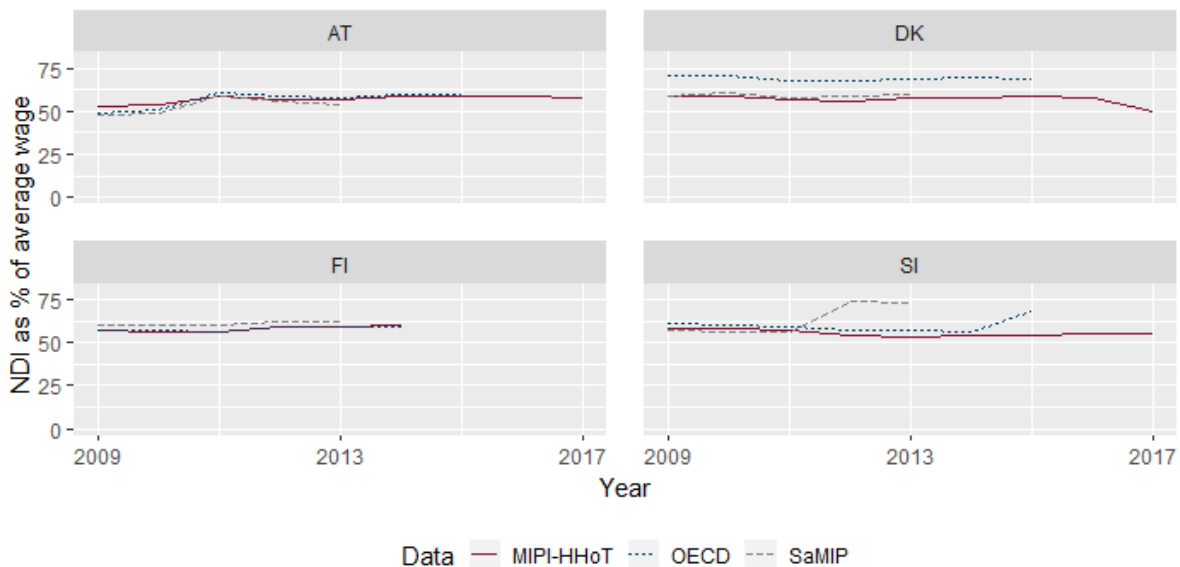 AT
DK
75
50
25
0
NDI as % of average wage
FI
SI
75
50
25
0
2009
2013
2017
2009
2013
2017
Year
Data MIPI-HHoT OECD SaMIP